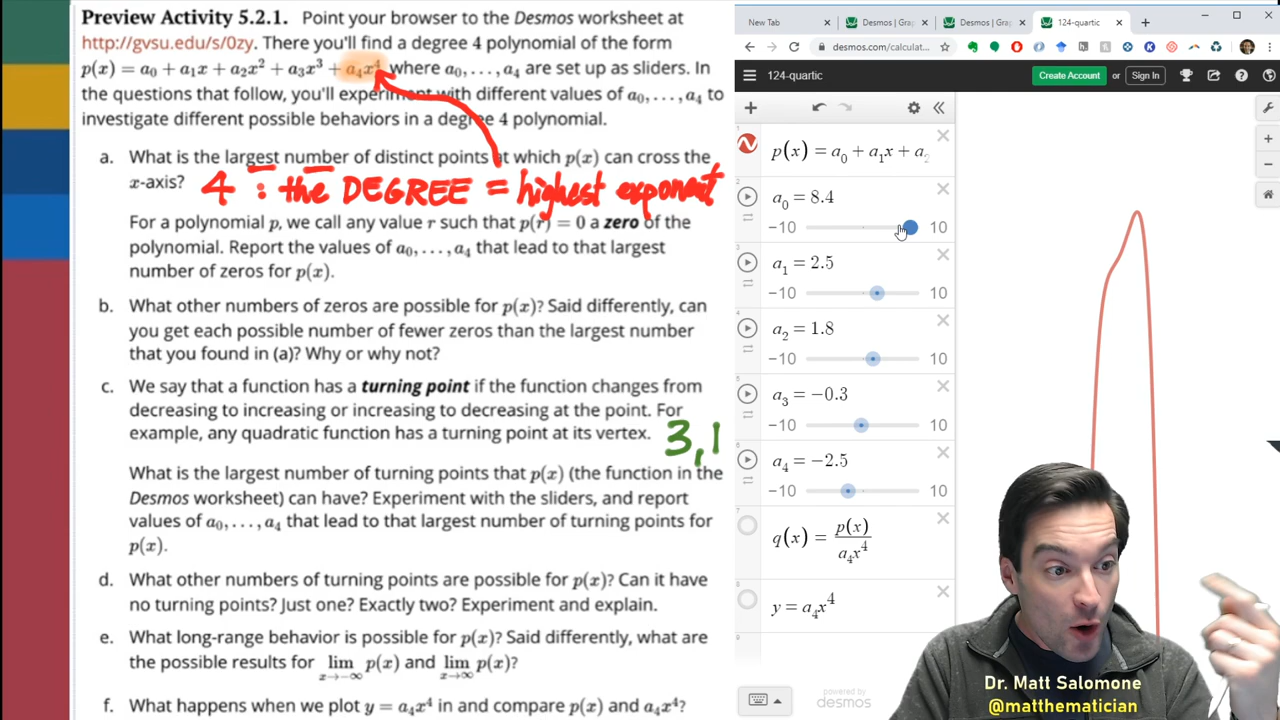 Preview Activity 5.2.1. Point your browser to the Desmos worksheet at
http://gvsu.edu/s/0zy. There you'll find a degree 4 polynomial of the form
p(x) = a₀ + a₁x + a₂x² + a₃x³ + a₄x⁴ where a₀, . . . , a₄ are set up as sliders. In
the questions that follow, you'll experiment with different values of a₀, . . . , a₄ to
investigate different possible behaviors in a degree 4 polynomial.
a. What is the largest number of distinct points at which p(x) can cross the
x-axis?
4 : the DEGREE = highest exponent
For a polynomial p, we call any value r such that p(r) = 0 a zero of the
polynomial. Report the values of a₀, . . . , a₄ that lead to that largest
number of zeros for p(x).
b. What other numbers of zeros are possible for p(x)? Said differently, can
you get each possible number of fewer zeros than the largest number
that you found in (a)? Why or why not?
c. We say that a function has a turning point if the function changes from
decreasing to increasing or increasing to decreasing at the point. For
example, any quadratic function has a turning point at its vertex.
3,1
What is the largest number of turning points that p(x) (the function in the
Desmos worksheet) can have? Experiment with the sliders, and report
values of a₀, . . . , a₄ that lead to that largest number of turning points for
p(x).
d. What other numbers of turning points are possible for p(x)? Can it have
no turning points? Just one? Exactly two? Experiment and explain.
e. What long-range behavior is possible for p(x)? Said differently, what are
the possible results for lim x→−∞ p(x) and lim x→∞ p(x)?
f. What happens when we plot y = a₄x⁴ in and compare p(x) and a₄x⁴?
New Tab
Desmos | Gra
Desmos | Gra
124-quartic
desmos.com/calculat...
124-quartic
Create Account
or
Sign In
1
p(x) = a₀ + a₁x + a₂
2
a₀ = 8.4
−10
10
3
a₁ = 2.5
−10
10
4
a₂ = 1.8
−10
10
5
a₃ = −0.3
−10
10
6
a₄ = −2.5
−10
10
7
q(x) = p(x) / a₄x⁴
8
y = a₄x⁴
9
powered by
desmos
Dr. Matt Salomone
@matthematician